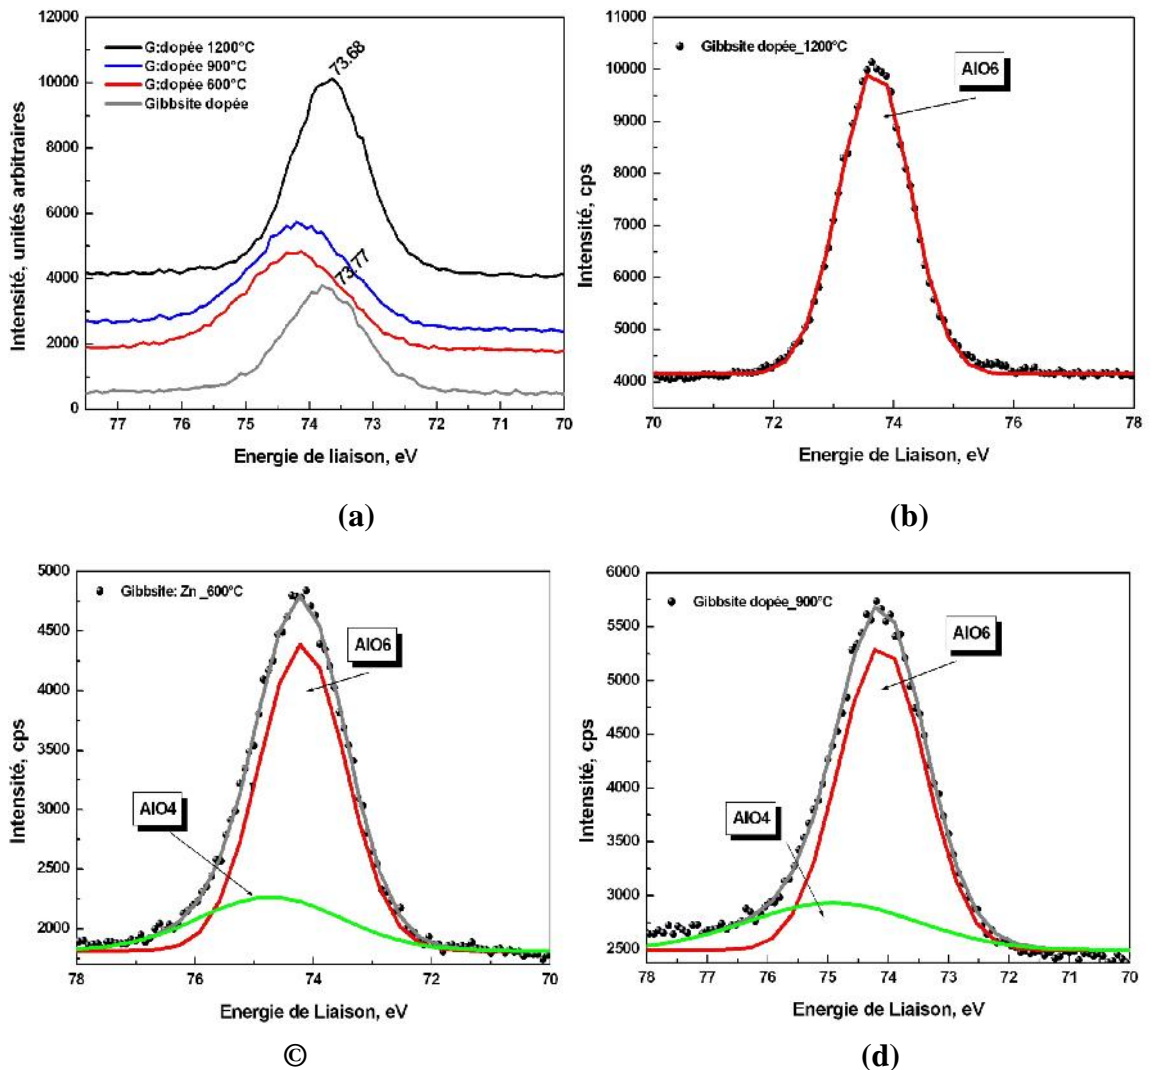 12000
10000
8000
6000
4000
2000
0
Intensité, unités arbitraires
G:dopée 1200°C
G:dopée 900°C
G:dopée 600°C
Gibbsite dopée
73.68
73.77
77 76 75 74 73 72 71 70
Energie de liaison, eV
(a)
11000
10000
9000
8000
7000
6000
5000
4000
Intensité, cps
Gibbsite dopée_1200°C
AlO6
70 72 74 76 78
Energie de Liaison, eV
(b)
5000
4500
4000
3500
3000
2500
2000
Intensité, cps
Gibbsite: Zn _600°C
AlO6
AlO4
78 76 74 72 70
Energie de Liaison, eV
©
6000
5500
5000
4500
4000
3500
3000
2500
Intensité, cps
Gibbsite dopée_900°C
AlO6
AlO4
78 77 76 75 74 73 72 71 70
Energie de Liaison, eV
(d)